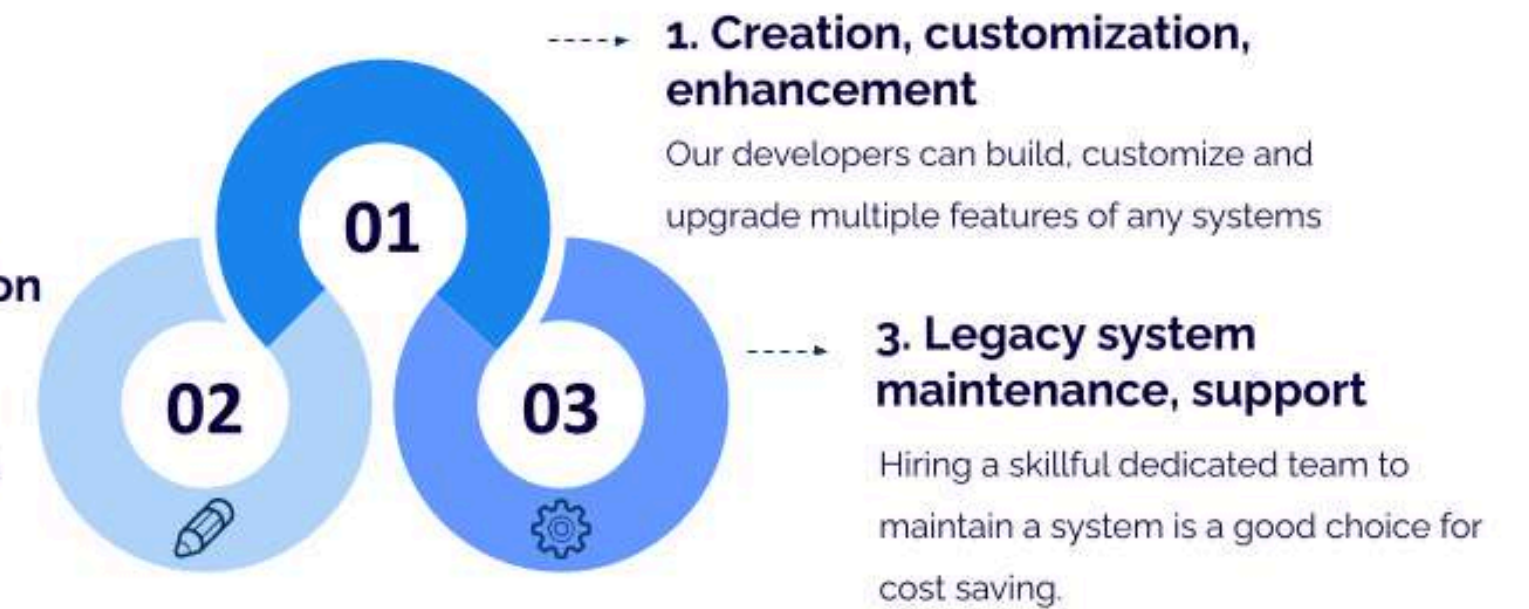 1. Creation, customization,
enhancement
Our developers can build, customize and
upgrade multiple features of any systems
01
on
02
03
3. Legacy system
maintenance, support
Hiring a skillful dedicated team to
maintain a system is a good choice for
cost saving.